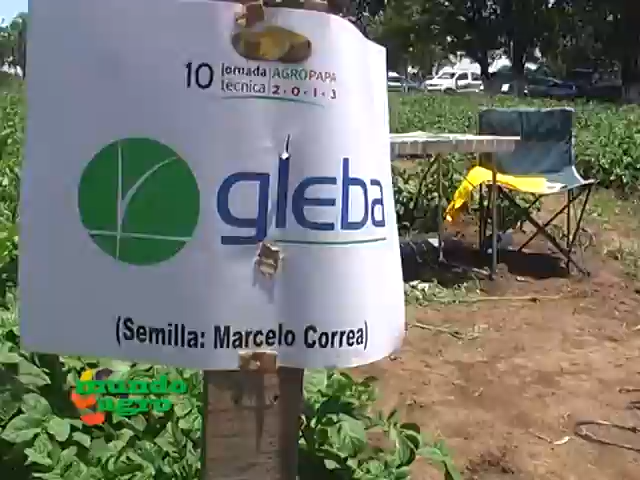 10 Jornada técnica AGROPAPA 2.0.1.3
gleba
(Semilla: Marcelo Correa)
mundo
agro